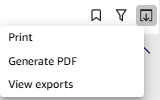 Print
Generate PDF
View exports